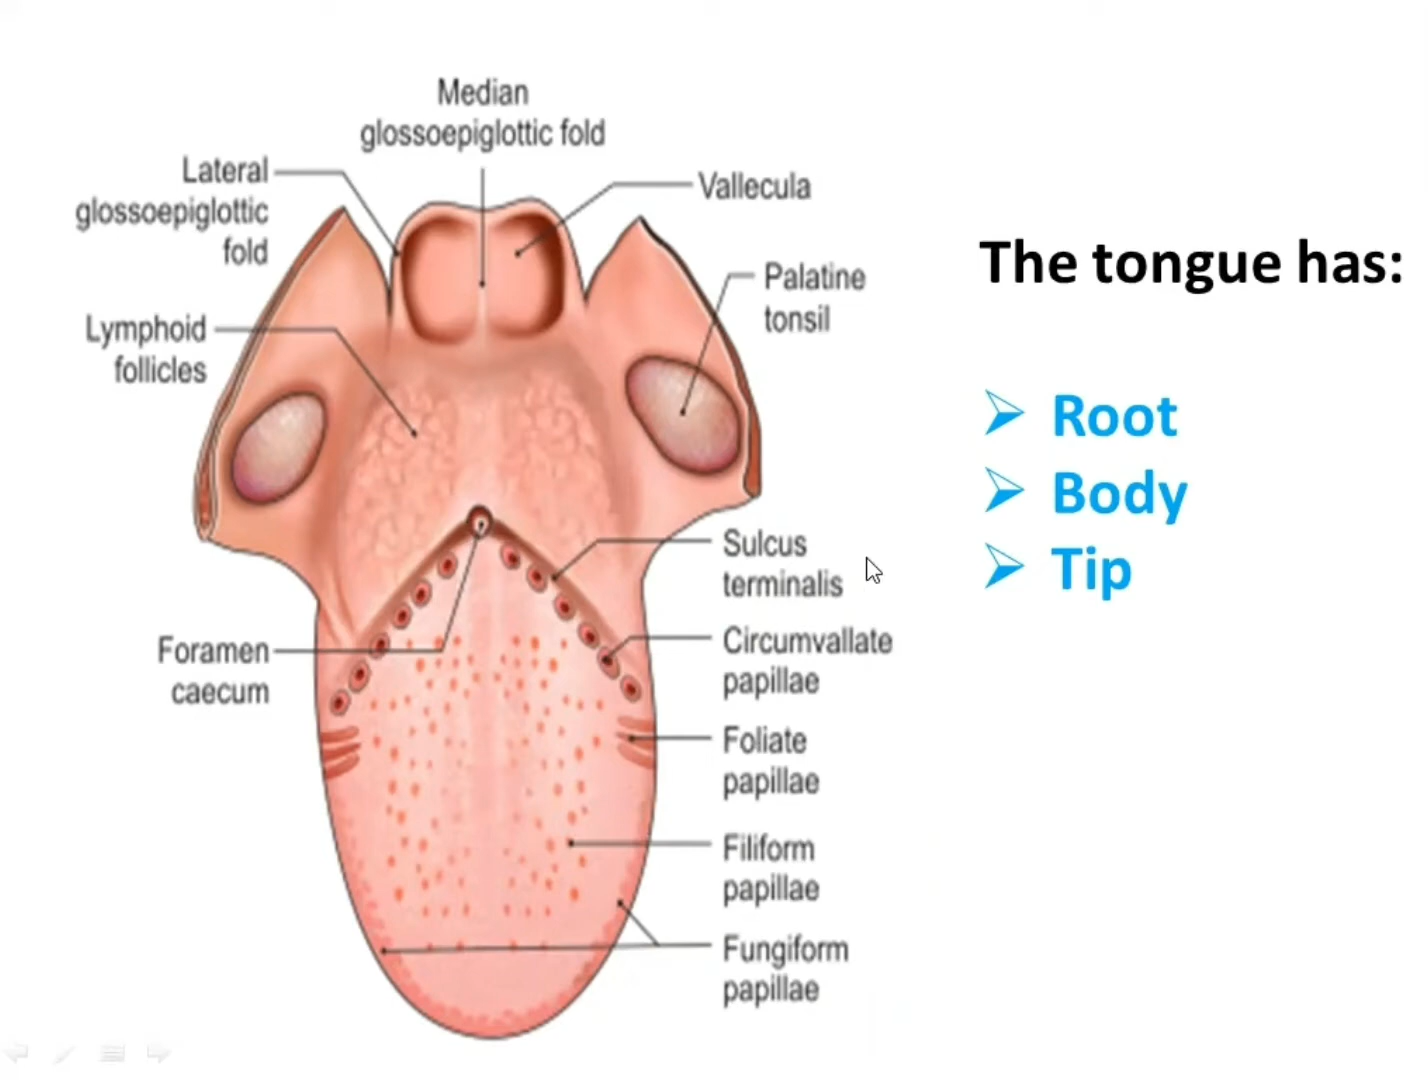 Median
glossoepiglottic fold
Lateral
glossoepiglottic
fold
Vallecula
Palatine
tonsil
Lymphoid
follicles
Sulcus
terminalis
Foramen
caecum
Circumvallate
papillae
Foliate
papillae
Filiform
papillae
Fungiform
papillae
The tongue has:
Root
Body
Tip